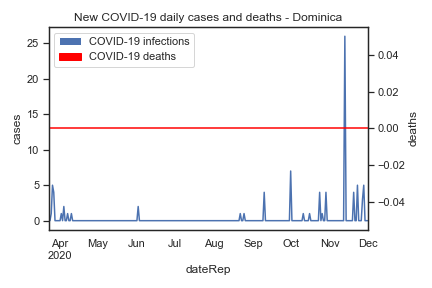 New COVID-19 daily cases and deaths - Dominica
COVID-19 infections
COVID-19 deaths
25
20
15
10
5
0
cases
0.04
0.02
0.00
−0.02
−0.04
deaths
Apr May Jun Jul Aug Sep Oct Nov Dec
2020
dateRep